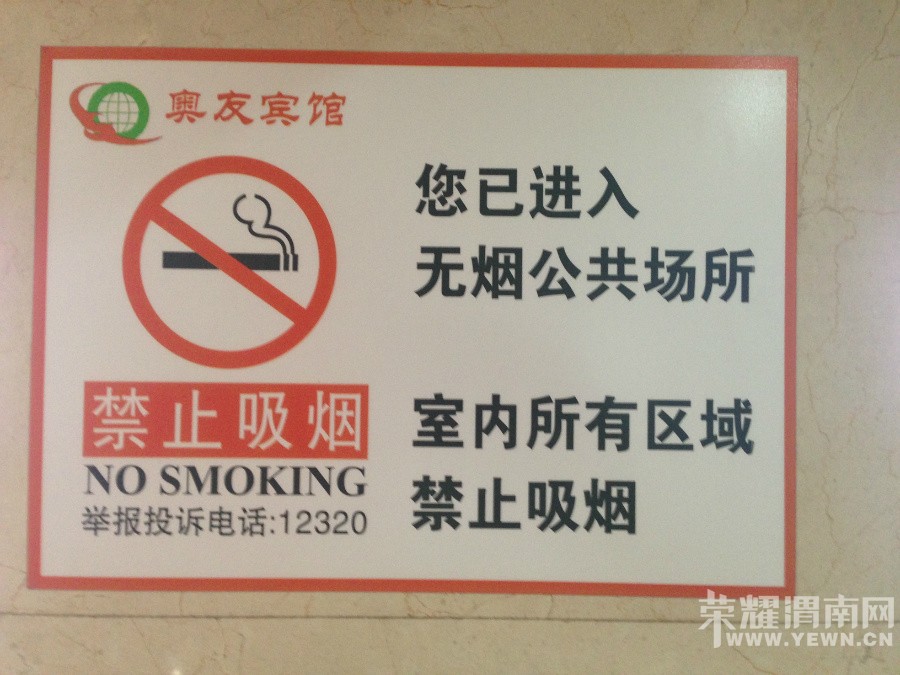 奥友宾馆
您已进入
无烟公共场所
禁止吸烟
NO SMOKING
举报投诉电话:12320
室内所有区域
禁止吸烟
荣耀渭南网
WWW.YEWN.CN